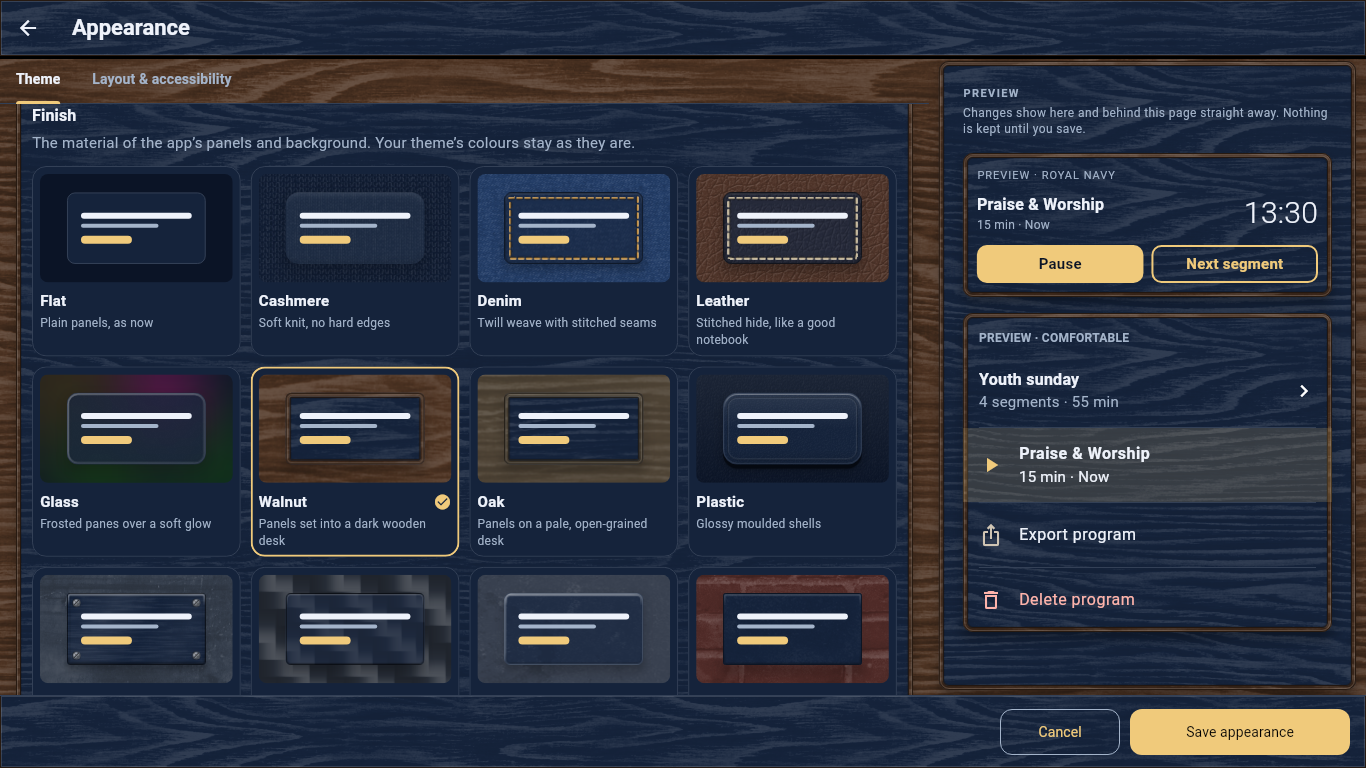 Appearance
Theme
Layout & accessibility
Finish
The material of the app’s panels and background. Your theme’s colours stay as they are.
Flat
Plain panels, as now
Cashmere
Soft knit, no hard edges
Denim
Twill weave with stitched seams
Leather
Stitched hide, like a good
notebook
Glass
Frosted panes over a soft glow
Walnut
Panels set into a dark wooden
desk
Oak
Panels on a pale, open-grained
desk
Plastic
Glossy moulded shells
PREVIEW
Changes show here and behind this page straight away. Nothing
is kept until you save.
PREVIEW · ROYAL NAVY
Praise & Worship
15 min · Now
13:30
Pause
Next segment
PREVIEW · COMFORTABLE
Youth sunday
4 segments · 55 min
Praise & Worship
15 min · Now
Export program
Delete program
Cancel
Save appearance